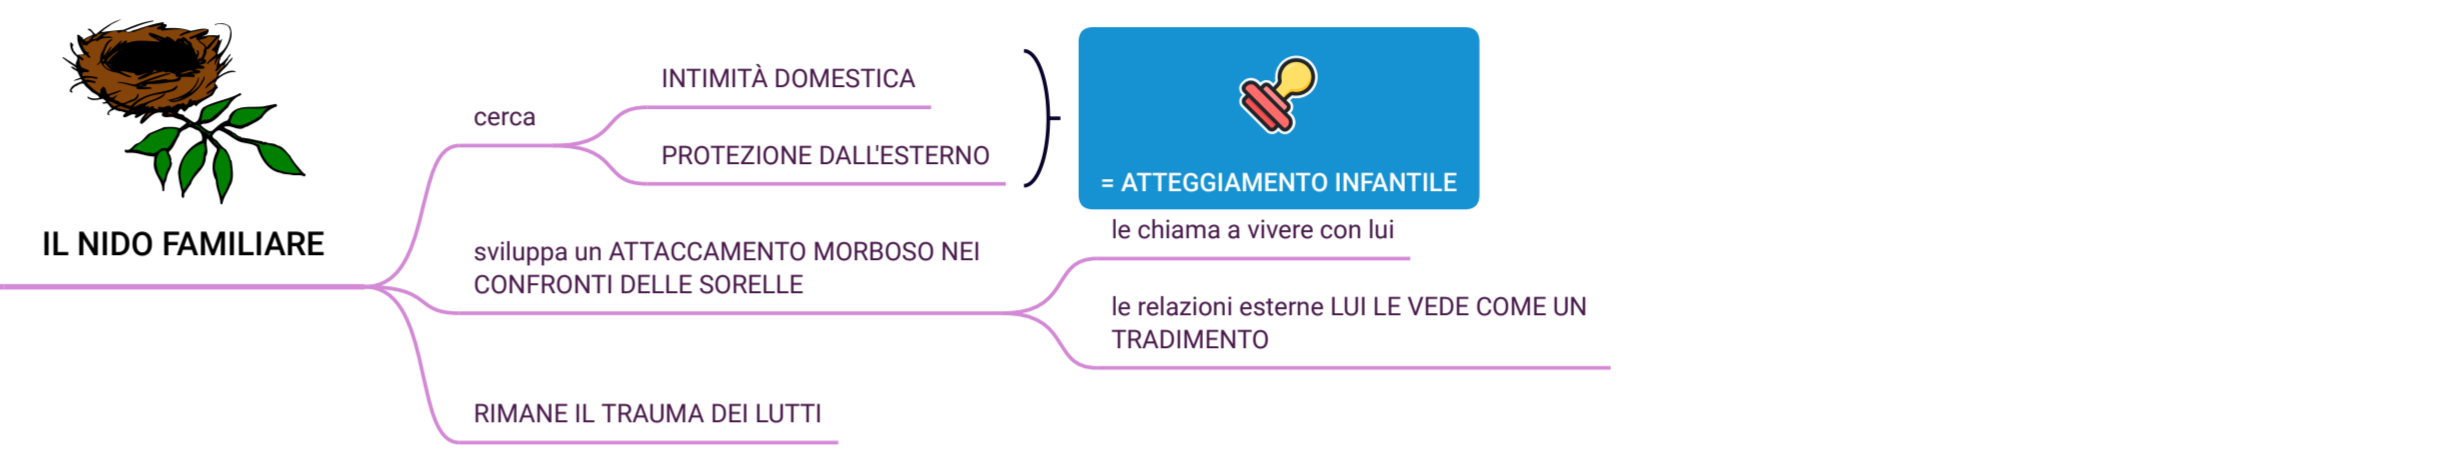 IL NIDO FAMILIARE
cerca
INTIMITÀ DOMESTICA
PROTEZIONE DALL'ESTERNO
= ATTEGGIAMENTO INFANTILE
sviluppa un ATTACCAMENTO MORBOSO NEI
CONFRONTI DELLE SORELLE
le chiama a vivere con lui
le relazioni esterne LUI LE VEDE COME UN
TRADIMENTO
RIMANE IL TRAUMA DEI LUTTI